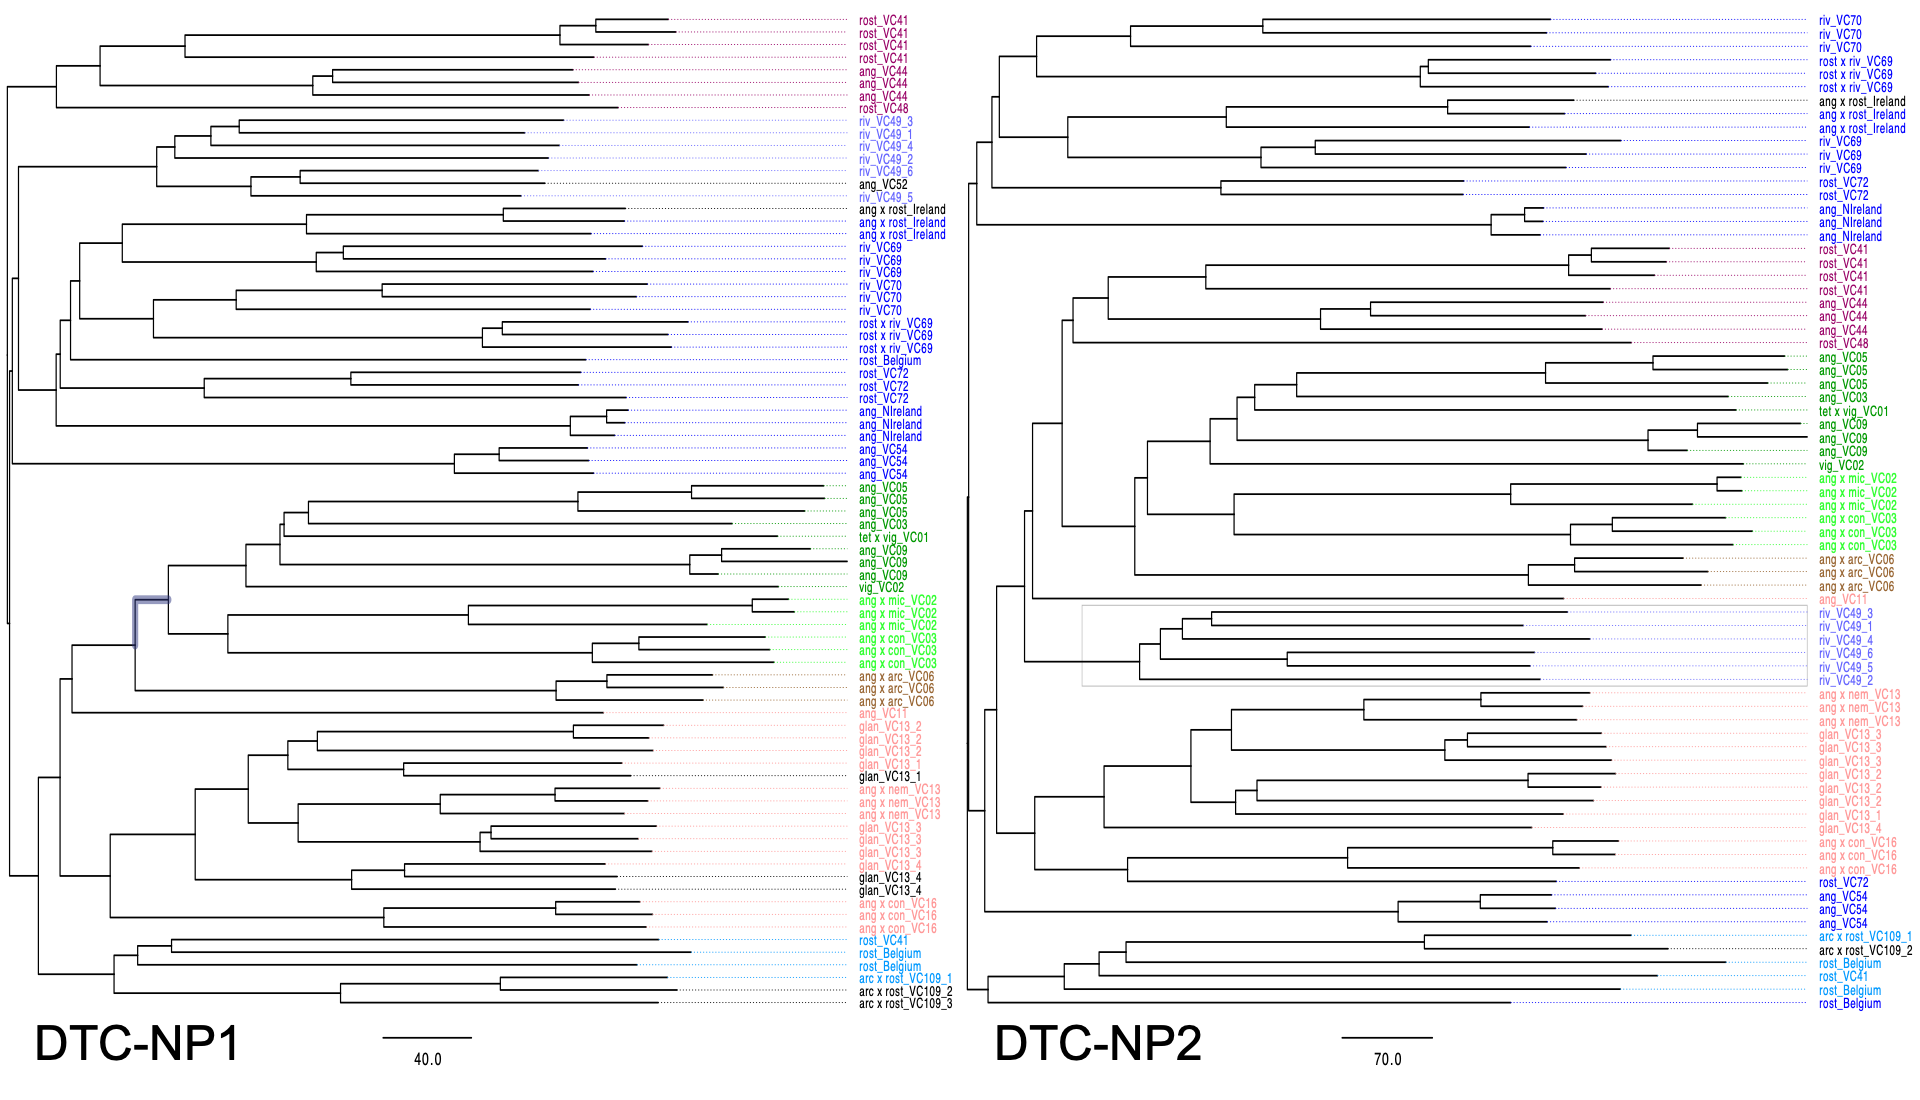 rost_VC41
rost_VC41
rost_VC41
rost_VC41
ang_VC44
ang_VC44
ang_VC44
rost_VC48
riv_VC49_3
riv_VC49_1
riv_VC49_4
riv_VC49_2
riv_VC49_6
ang_VC52
riv_VC49_5
ang x rost_Ireland
ang x rost_Ireland
ang x rost_Ireland
riv_VC69
riv_VC69
riv_VC69
riv_VC70
riv_VC70
riv_VC70
rost x riv_VC69
rost x riv_VC69
rost x riv_VC69
rost_Belgium
rost_VC72
rost_VC72
rost_VC72
ang_NIreland
ang_NIreland
ang_NIreland
ang_VC54
ang_VC54
ang_VC54
ang_VC05
ang_VC05
ang_VC05
ang_VC03
tet x vig_VC01
ang_VC09
ang_VC09
ang_VC09
vig_VC02
ang x mic_VC02
ang x mic_VC02
ang x mic_VC02
ang x con_VC03
ang x con_VC03
ang x con_VC03
ang x arc_VC06
ang x arc_VC06
ang x arc_VC06
ang_VC11
glan_VC13_2
glan_VC13_2
glan_VC13_2
glan_VC13_1
glan_VC13_1
ang x nem_VC13
ang x nem_VC13
ang x nem_VC13
glan_VC13_3
glan_VC13_3
glan_VC13_3
glan_VC13_4
glan_VC13_4
glan_VC13_4
ang x con_VC16
ang x con_VC16
ang x con_VC16
rost_VC41
rost_Belgium
rost_Belgium
arc x rost_VC109_1
arc x rost_VC109_2
arc x rost_VC109_3
DTC-NP1
40.0
riv_VC70
riv_VC70
riv_VC70
rost x riv_VC69
rost x riv_VC69
rost x riv_VC69
ang x rost_Ireland
ang x rost_Ireland
ang x rost_Ireland
riv_VC69
riv_VC69
riv_VC69
rost_VC72
rost_VC72
ang_NIreland
ang_NIreland
ang_NIreland
rost_VC41
rost_VC41
rost_VC41
rost_VC41
ang_VC44
ang_VC44
ang_VC44
rost_VC48
ang_VC05
ang_VC05
ang_VC05
ang_VC03
tet x vig_VC01
ang_VC09
ang_VC09
ang_VC09
vig_VC02
ang x mic_VC02
ang x mic_VC02
ang x mic_VC02
ang x con_VC03
ang x con_VC03
ang x con_VC03
ang x arc_VC06
ang x arc_VC06
ang x arc_VC06
ang_VC11
riv_VC49_3
riv_VC49_1
riv_VC49_4
riv_VC49_6
riv_VC49_5
riv_VC49_2
ang x nem_VC13
ang x nem_VC13
ang x nem_VC13
glan_VC13_3
glan_VC13_3
glan_VC13_3
glan_VC13_2
glan_VC13_2
glan_VC13_2
glan_VC13_1
glan_VC13_4
ang x con_VC16
ang x con_VC16
ang x con_VC16
rost_VC72
ang_VC54
ang_VC54
ang_VC54
arc x rost_VC109_1
arc x rost_VC109_2
rost_Belgium
rost_VC41
rost_Belgium
rost_Belgium
DTC-NP2
70.0